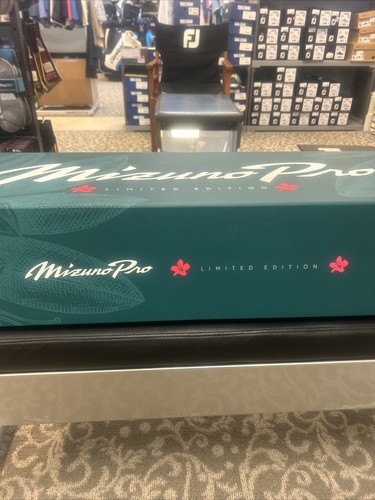 FJ
Mizuno Pro
LIMITED EDITION
Mizuno Pro LIMITED EDITION